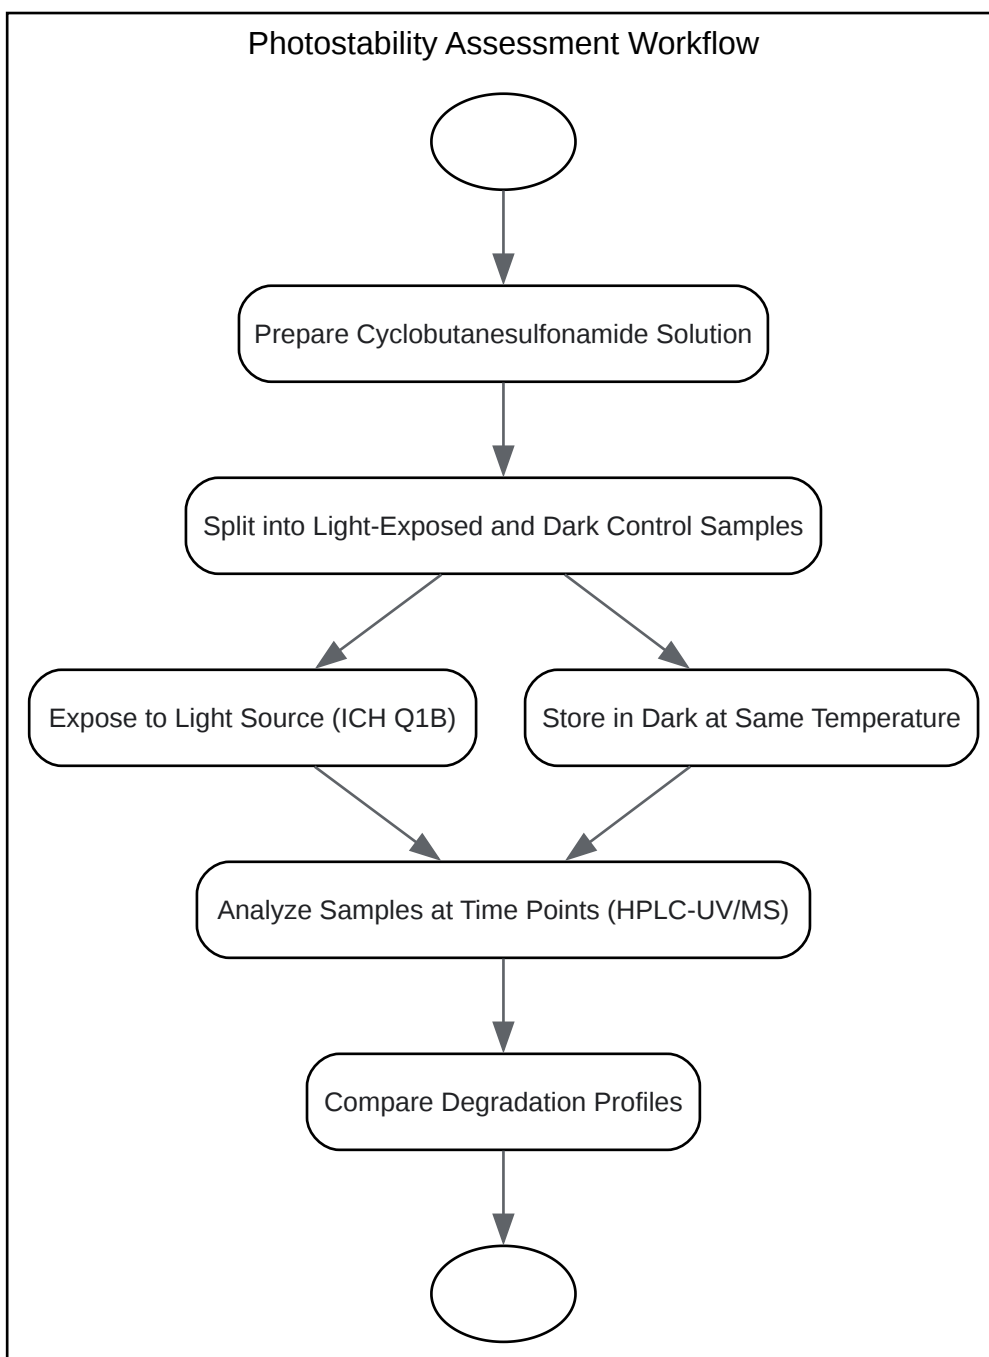 Photostability Assessment Workflow
Prepare Cyclobutanesulfonamide Solution
Split into Light-Exposed and Dark Control Samples
Expose to Light Source (ICH Q1B)
Store in Dark at Same Temperature
Analyze Samples at Time Points (HPLC-UV/MS)
Compare Degradation Profiles